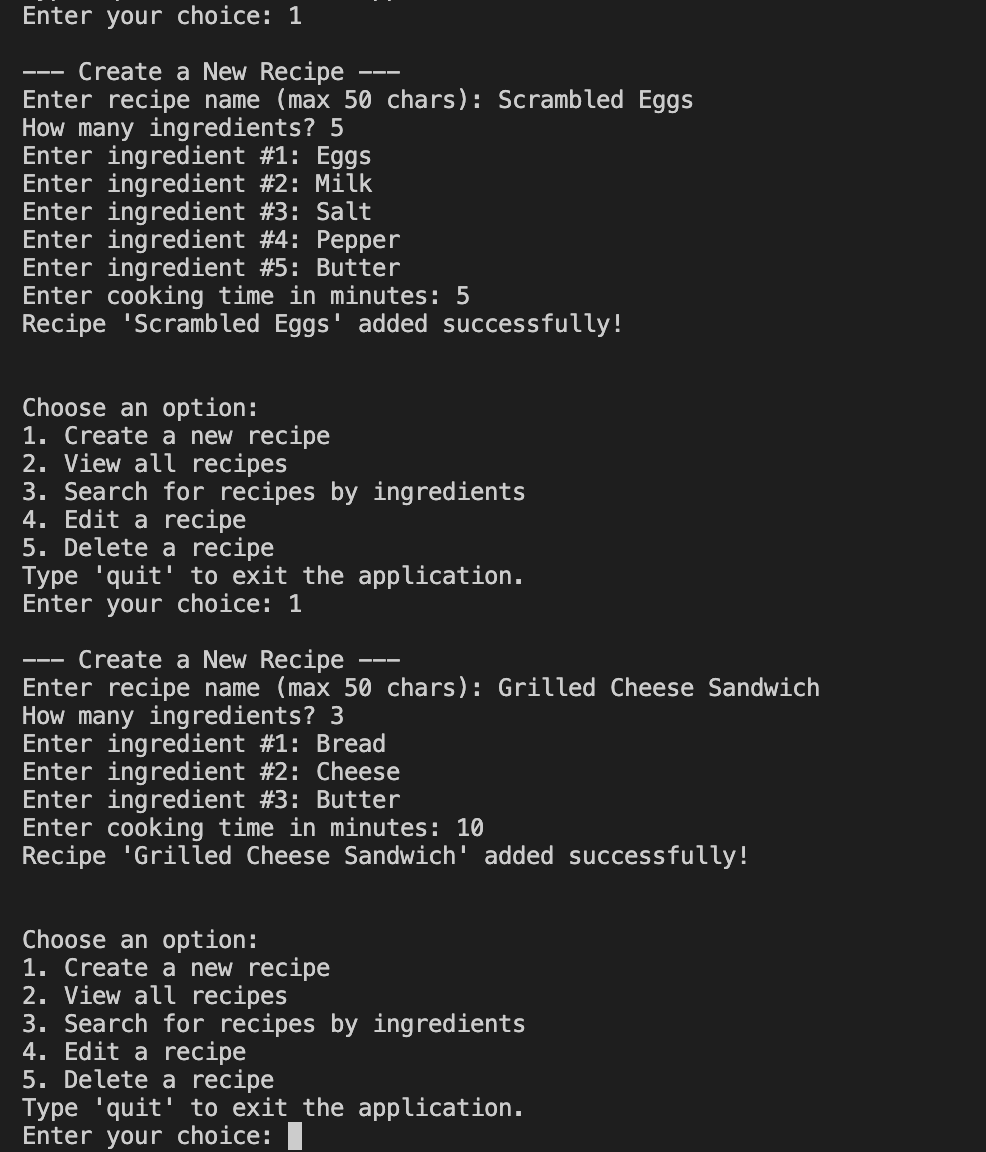 Enter your choice: 1
--- Create a New Recipe ---
Enter recipe name (max 50 chars): Scrambled Eggs
How many ingredients? 5
Enter ingredient #1: Eggs
Enter ingredient #2: Milk
Enter ingredient #3: Salt
Enter ingredient #4: Pepper
Enter ingredient #5: Butter
Enter cooking time in minutes: 5
Recipe 'Scrambled Eggs' added successfully!
Choose an option:
1. Create a new recipe
2. View all recipes
3. Search for recipes by ingredients
4. Edit a recipe
5. Delete a recipe
Type 'quit' to exit the application.
Enter your choice: 1
--- Create a New Recipe ---
Enter recipe name (max 50 chars): Grilled Cheese Sandwich
How many ingredients? 3
Enter ingredient #1: Bread
Enter ingredient #2: Cheese
Enter ingredient #3: Butter
Enter cooking time in minutes: 10
Recipe 'Grilled Cheese Sandwich' added successfully!
Choose an option:
1. Create a new recipe
2. View all recipes
3. Search for recipes by ingredients
4. Edit a recipe
5. Delete a recipe
Type 'quit' to exit the application.
Enter your choice: